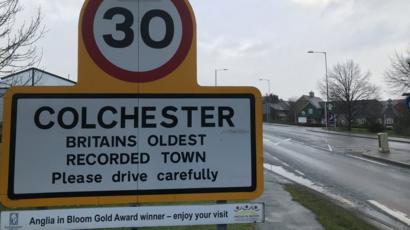 30
COLCHESTER
BRITAINS OLDEST
RECORDED TOWN
Please drive carefully
Anglia in Bloom Gold Award winner – enjoy your visit